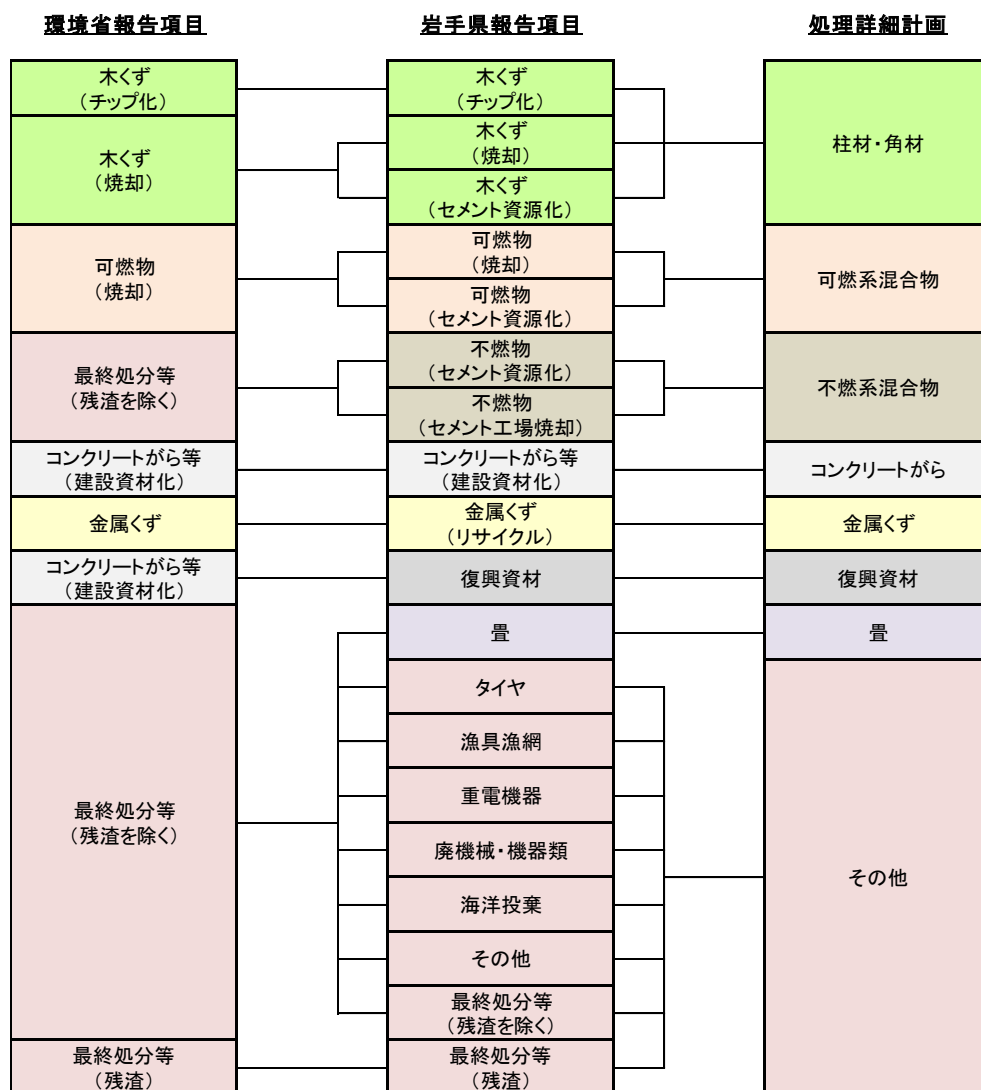 環境省報告項目
木くず
（チップ化）
木くず
（焼却）
可燃物
（焼却）
最終処分等
（残渣を除く）
コンクリートがら等
（建設資材化）
金属くず
コンクリートがら等
（建設資材化）
最終処分等
（残渣を除く）
最終処分等
（残渣）
岩手県報告項目
木くず
（チップ化）
木くず
（焼却）
木くず
（セメント資源化）
可燃物
（焼却）
可燃物
（セメント資源化）
不燃物
（セメント資源化）
不燃物
（セメント工場焼却）
コンクリートがら等
（建設資材化）
金属くず
（リサイクル）
復興資材
畳
タイヤ
漁具漁網
重電機器
廃機械・機器類
海洋投棄
その他
最終処分等
（残渣を除く）
最終処分等
（残渣）
処理詳細計画
柱材・角材
可燃系混合物
不燃系混合物
コンクリートがら
金属くず
復興資材
畳
その他